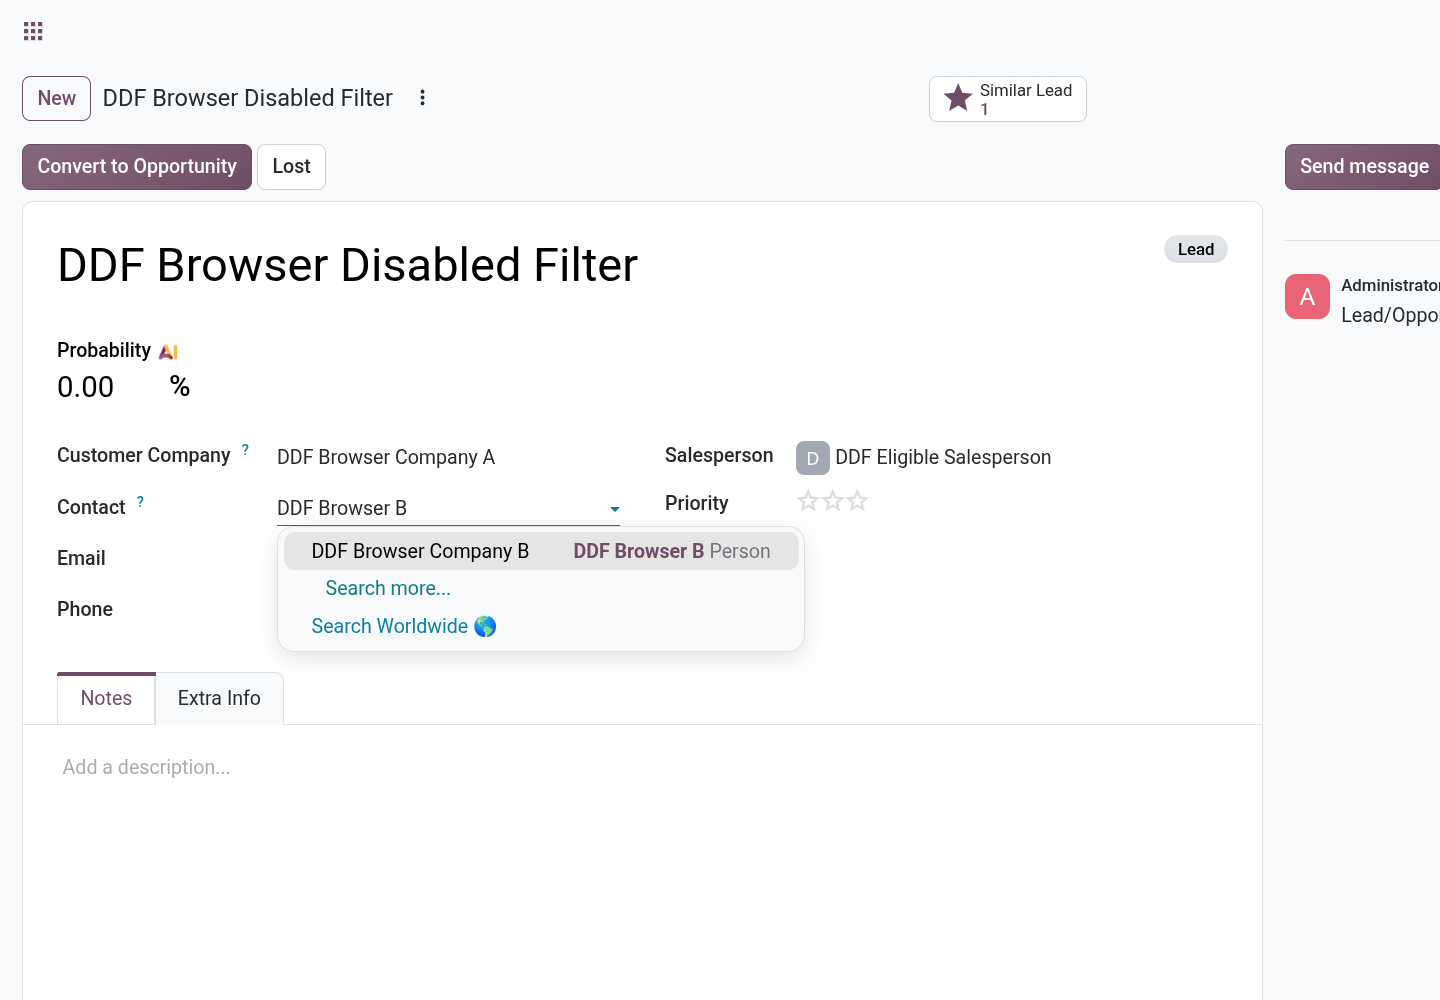 New
DDF Browser Disabled Filter
Similar Lead
1
Convert to Opportunity
Lost
Send message
DDF Browser Disabled Filter
Lead
Probability
0.00 %
Customer Company ?
DDF Browser Company A
Salesperson
D
DDF Eligible Salesperson
Contact ?
DDF Browser B
Priority
DDF Browser Company B DDF Browser B Person
Search more...
Search Worldwide 🌎
Email
Phone
Notes
Extra Info
Add a description...
A
Administrator
Lead/Oppo